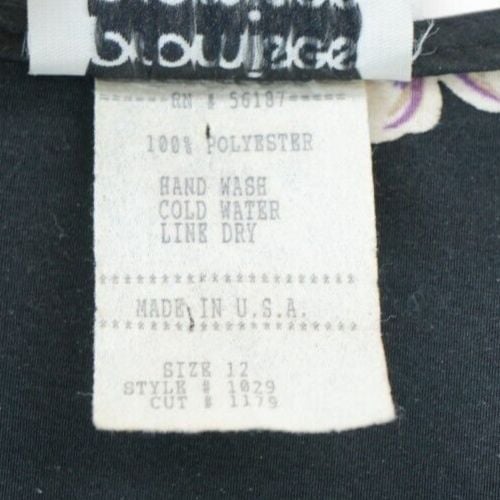 ------RN # 56187------
100% POLYESTER
HAND WASH
COLD WATER
LINE DRY
**************************
MADE IN U.S.A.
**************************
SIZE 12
STYLE # 1029
CUT # 1179